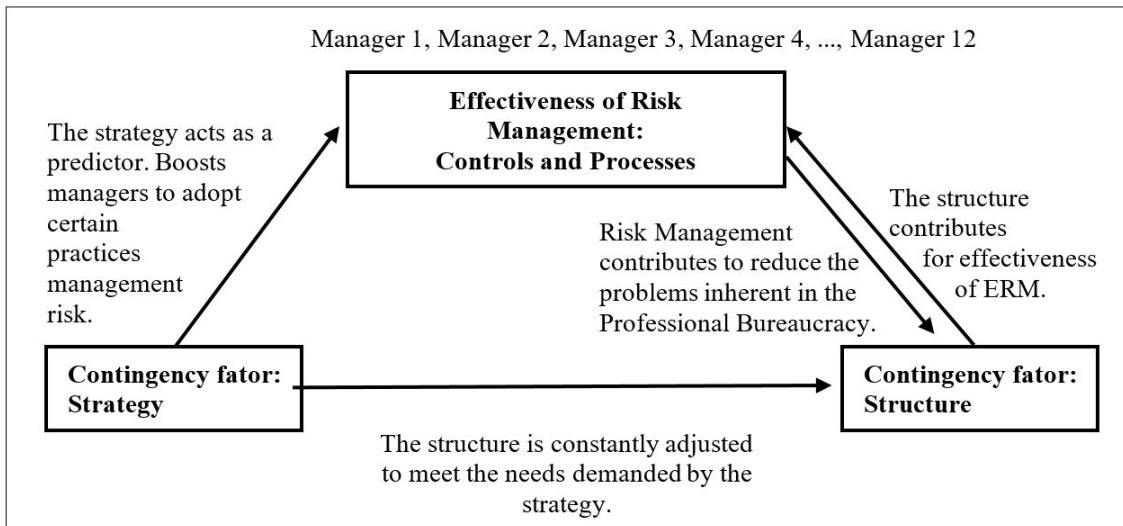 Manager 1, Manager 2, Manager 3, Manager 4, ..., Manager 12
Effectiveness of Risk
Management:
Controls and Processes
The strategy acts as a
predictor. Boosts
managers to adopt
certain
practices
management
risk.
Risk Management
contributes to reduce the
problems inherent in the
Professional Bureaucracy.
The structure
contributes
for effectiveness
of ERM.
Contingency fator:
Strategy
Contingency fator:
Structure
The structure is constantly adjusted
to meet the needs demanded by the
strategy.